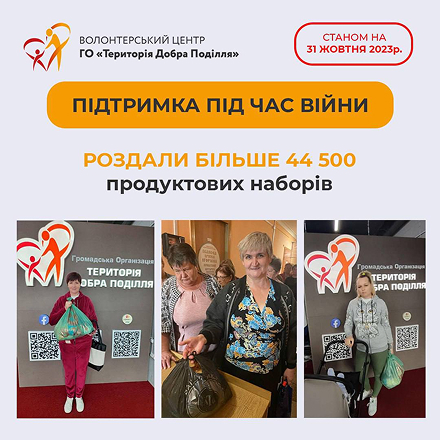 ВОЛОНТЕРСЬКИЙ ЦЕНТР
ГО «Територія Добра Поділля»
СТАНОМ НА
31 ЖОВТНЯ 2023р.
ПІДТРИМКА ПІД ЧАС ВІЙНИ
РОЗДАЛИ БІЛЬШЕ 44 500
продуктових наборів
Громадська Організація
ТЕРИТОРІЯ
ДОБРА ПОДІЛЛЯ
Громадська Організація
ТЕРИТОРІЯ
ДОБРА ПОДІЛЛЯ